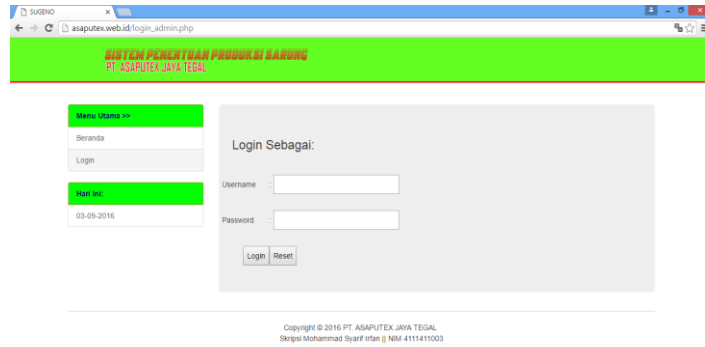 SUGENO
asaputex.web.id/login_admin.php
SISTEM PENENTUAN PRODUKSI SARUNG
PT. ASAPUTEX JAYA TEGAL
Menu Utama >>
Beranda
Login
Hari Ini:
03-09-2016
Login Sebagai:
Username :
Password :
Login Reset
Copyright © 2016 PT. ASAPUTEX JAYA TEGAL
Skripsi Mohammad Syarif Irfan || NIM 4111411003